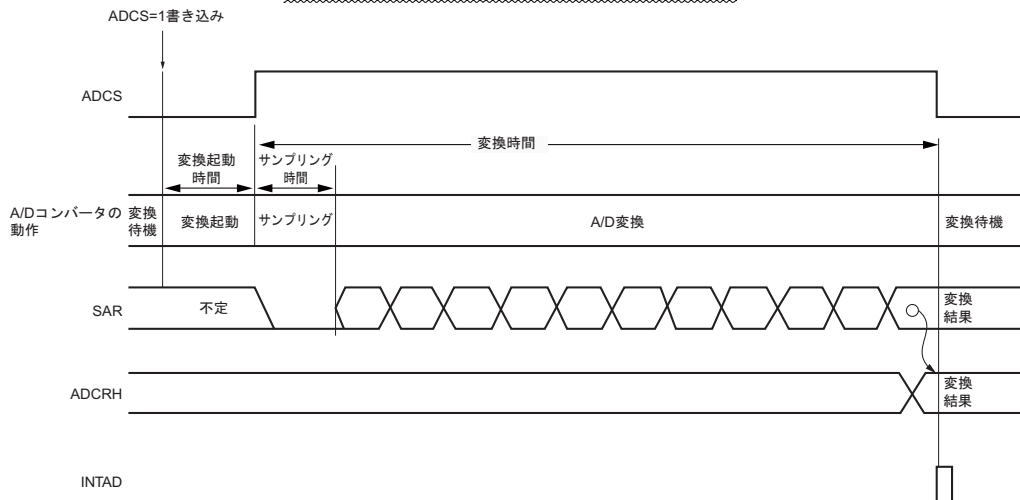 ADCS=1書き込み
ADCS
変換時間
変換起動
時間
サンプリング
時間
A/Dコンバータの
動作
変換
待機
変換起動
サンプリング
A/D変換
変換待機
SAR
不定
変換
結果
ADCRH
変換
結果
INTAD